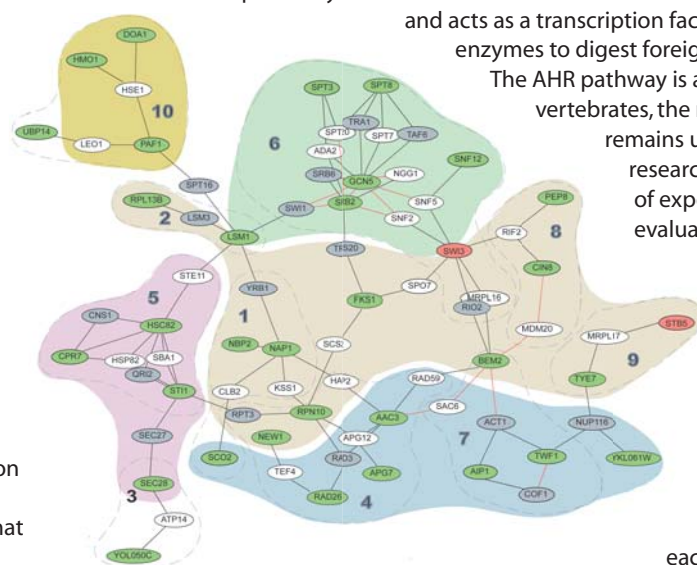 and acts as a transcription fac
enzymes to digest foreig
The AHR pathway is a
vertebrates, the
remains u
researc
of exp
evalua
on
hat
eac
DOA1
HMO1
HSE1
10
UBP14
LEO1
PAF1
SPT16
SPT3
SPT8
TRA1
SPT20
SPT7
TAF6
6
ADA2
SRB6
GCN5
NGG1
SNF12
SWI1
SIB2
SNF5
SNF2
RPL13B
2
LSM3
LSM1
TFS20
SWI3
RIF2
PEP8
8
CIN8
STE11
5
YRB1
SPO7
MRPL16
RIO2
FKS1
CNS1
HSC82
1
NBP2
NAP1
SCS2
MDM20
MRPL17
STB5
9
CPR7
HSP82
SBA1
QRI2
STI1
CLB2
KSS1
HAP2
RAD59
BEM2
TYE7
RPT3
RPN10
AAC3
SAC6
SEC27
NEW1
APG12
7
ACT1
NUP116
SCO2
TEF4
RAD3
APG7
TWF1
YKL061W
AIP1
SEC28
3
RAD26
4
COF1
ATP14
YOL050C